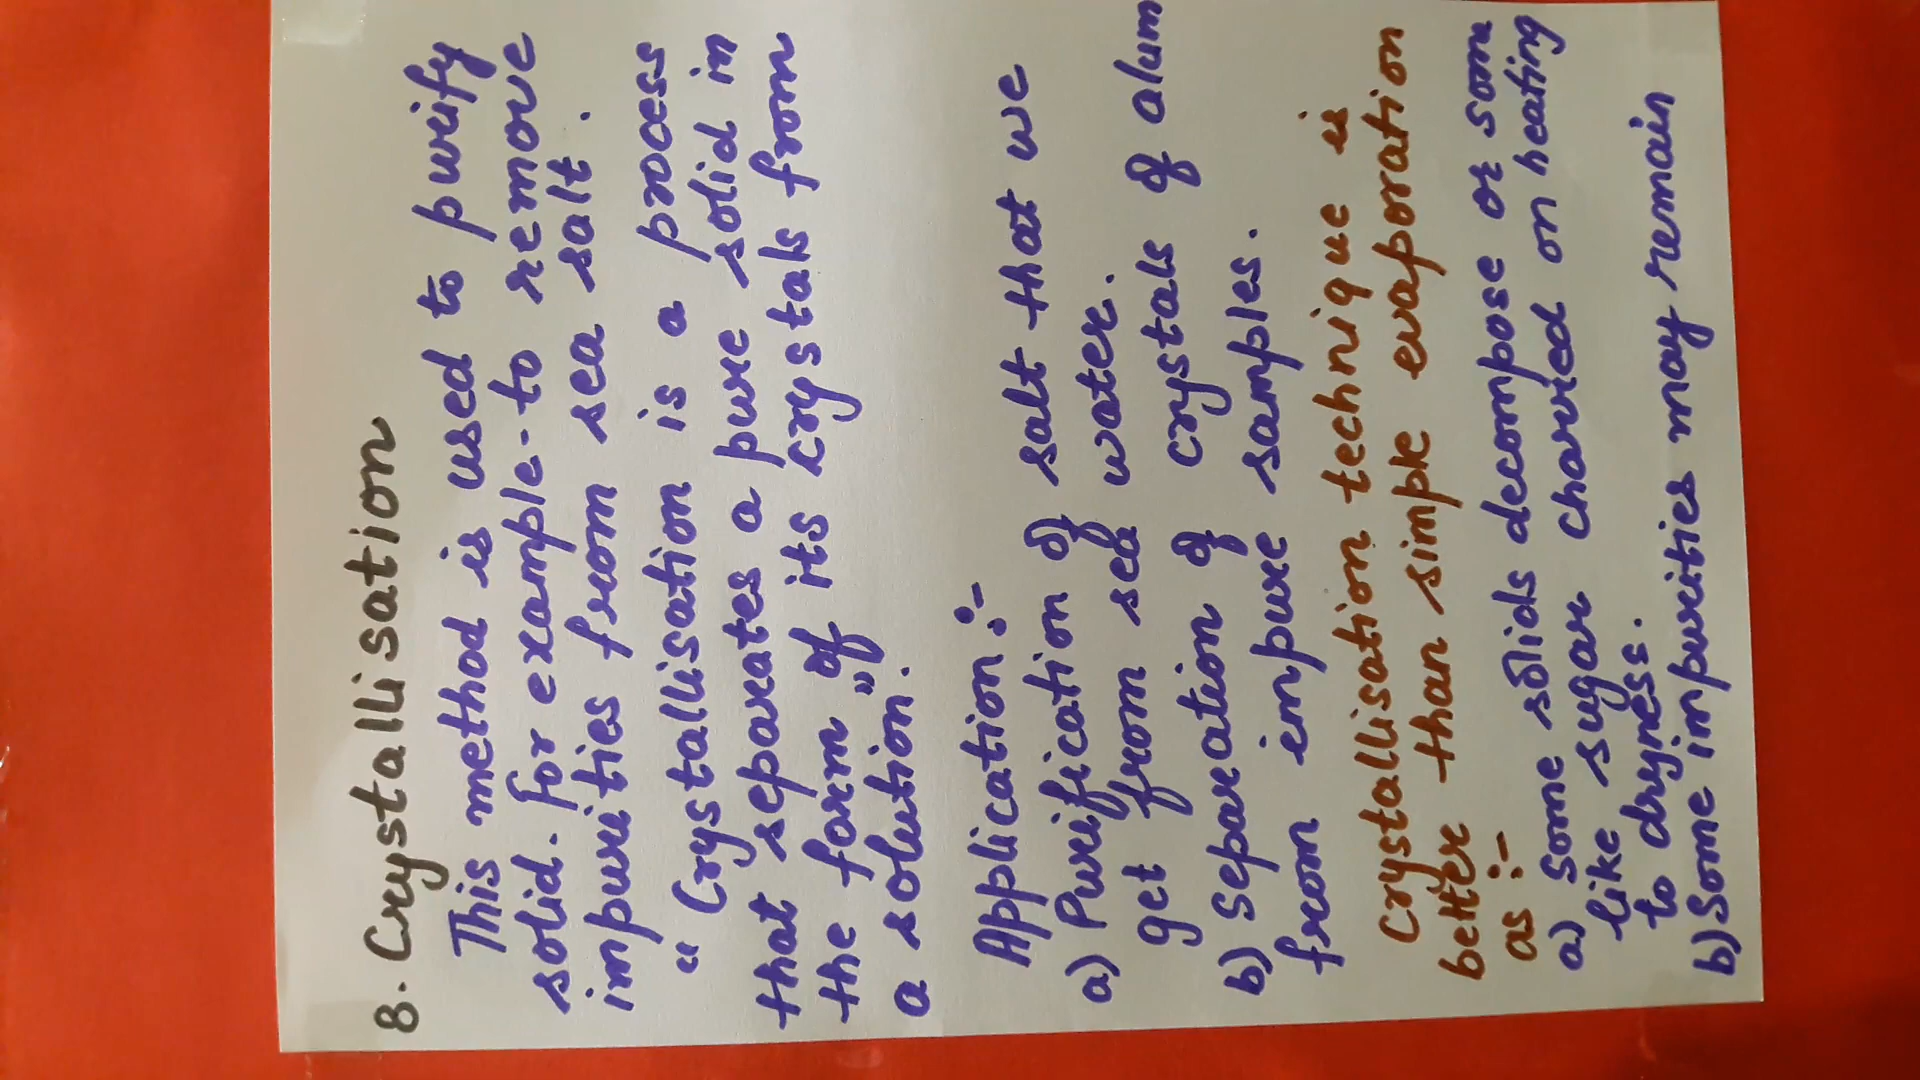 8. Crystallisation
This method is used to purify
solid. For example - to remove
impurities from sea salt.
"Crystallisation is a process
that separates a pure solid in
the form of its crystals from
a solution."
Application :-
a) Purification of salt that we
get from sea water.
b) Separation of crystals of alum
from impure samples.
Crystallisation technique is
better than simple evaporation
as :-
a) Some solids decompose or some
like sugar charried on heating
to dryness.
b) Some impurities may remain